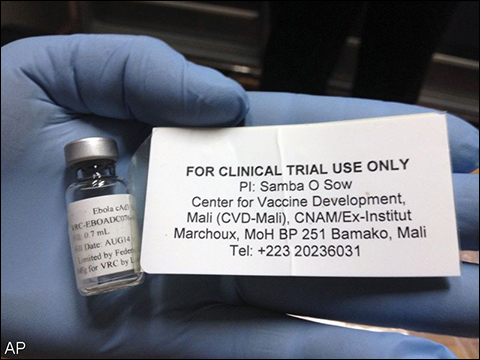 Ebola
VRC-EBOADC
0.7 mL
Date: AUG14
Limited by Federal
for VRC by
FOR CLINICAL TRIAL USE ONLY
PI: Samba O Sow
Center for Vaccine Development,
Mali (CVD-Mali), CNAM/Ex-Institut
Marchoux, MoH BP 251 Bamako, Mali
Tel: +223 20236031
AP